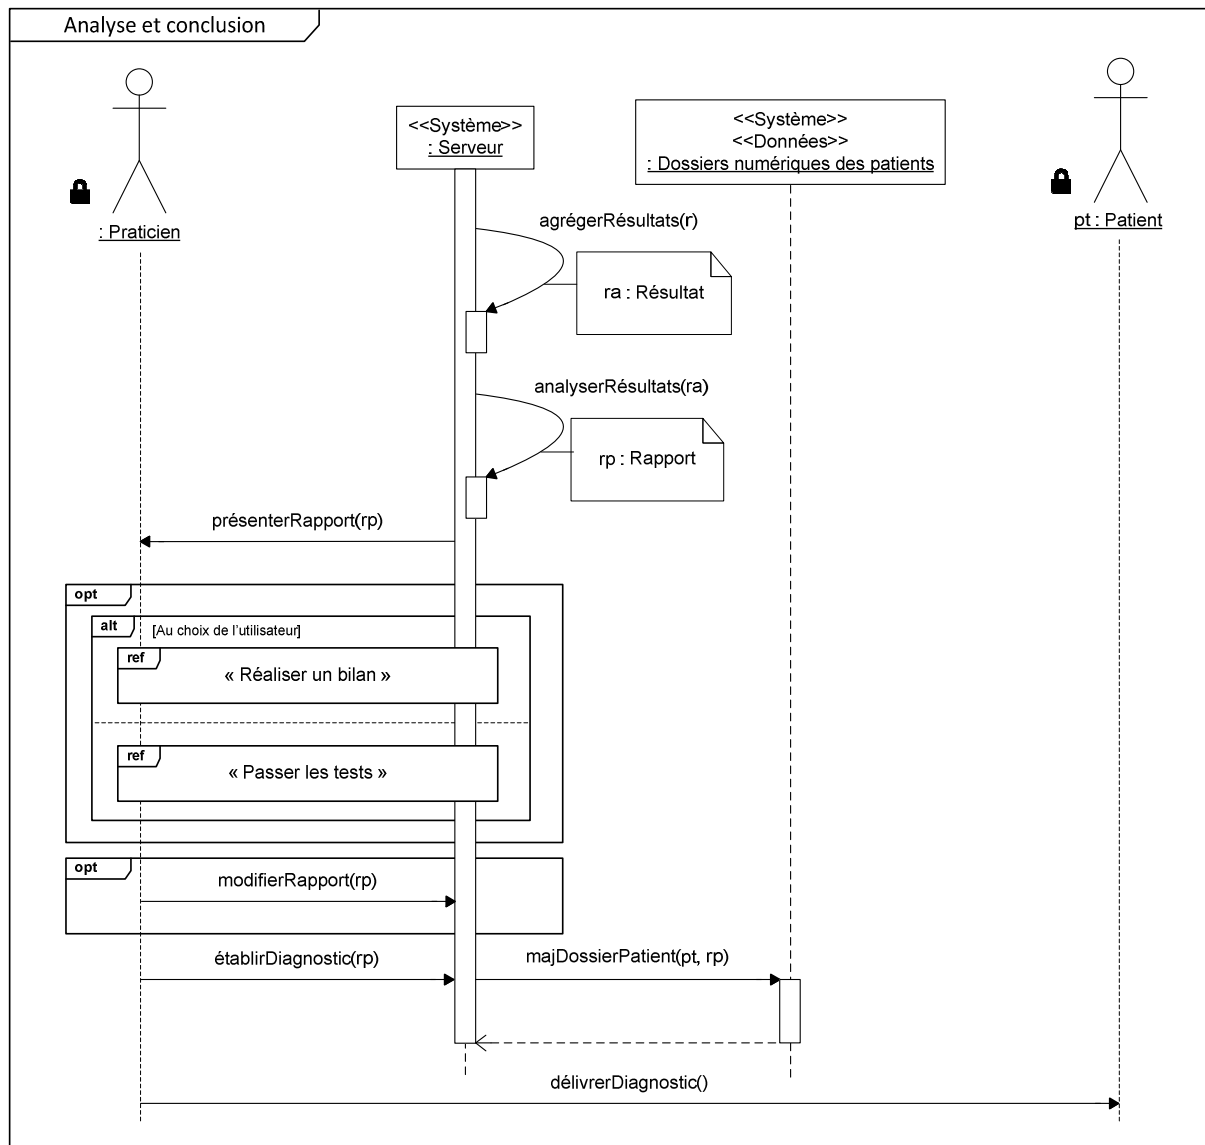 Analyse et conclusion
<<Système>>
: Serveur
<<Système>>
<<Données>>
: Dossiers numériques des patients
: Praticien
pt : Patient
agrégerRésultats(r)
ra : Résultat
analyserRésultats(ra)
rp : Rapport
présenterRapport(rp)
opt
alt
[Au choix de l'utilisateur]
ref
« Réaliser un bilan »
ref
« Passer les tests »
opt
modifierRapport(rp)
établirDiagnostic(rp)
majDossierPatient(pt, rp)
délivrerDiagnostic()